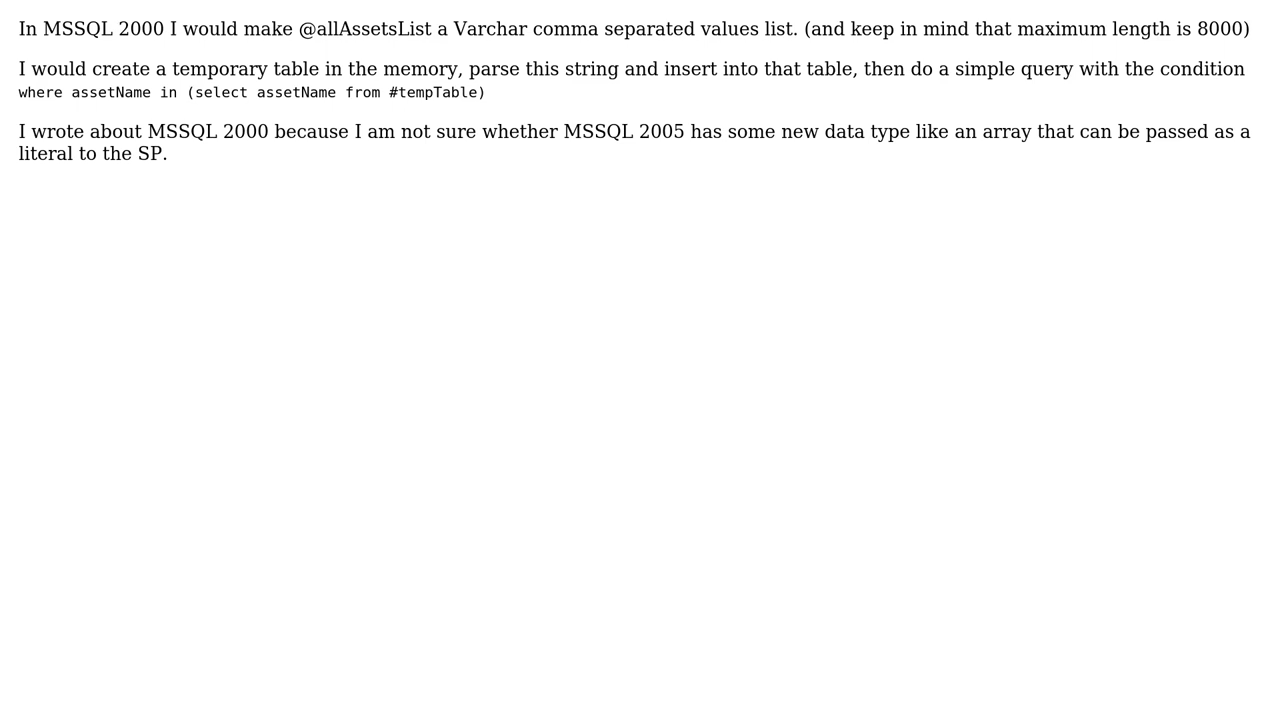 In MSSQL 2000 I would make @allAssetsList a Varchar comma separated values list. (and keep in mind that maximum length is 8000)
I would create a temporary table in the memory, parse this string and insert into that table, then do a simple query with the condition
where assetName in (select assetName from #tempTable)
I wrote about MSSQL 2000 because I am not sure whether MSSQL 2005 has some new data type like an array that can be passed as a
literal to the SP.